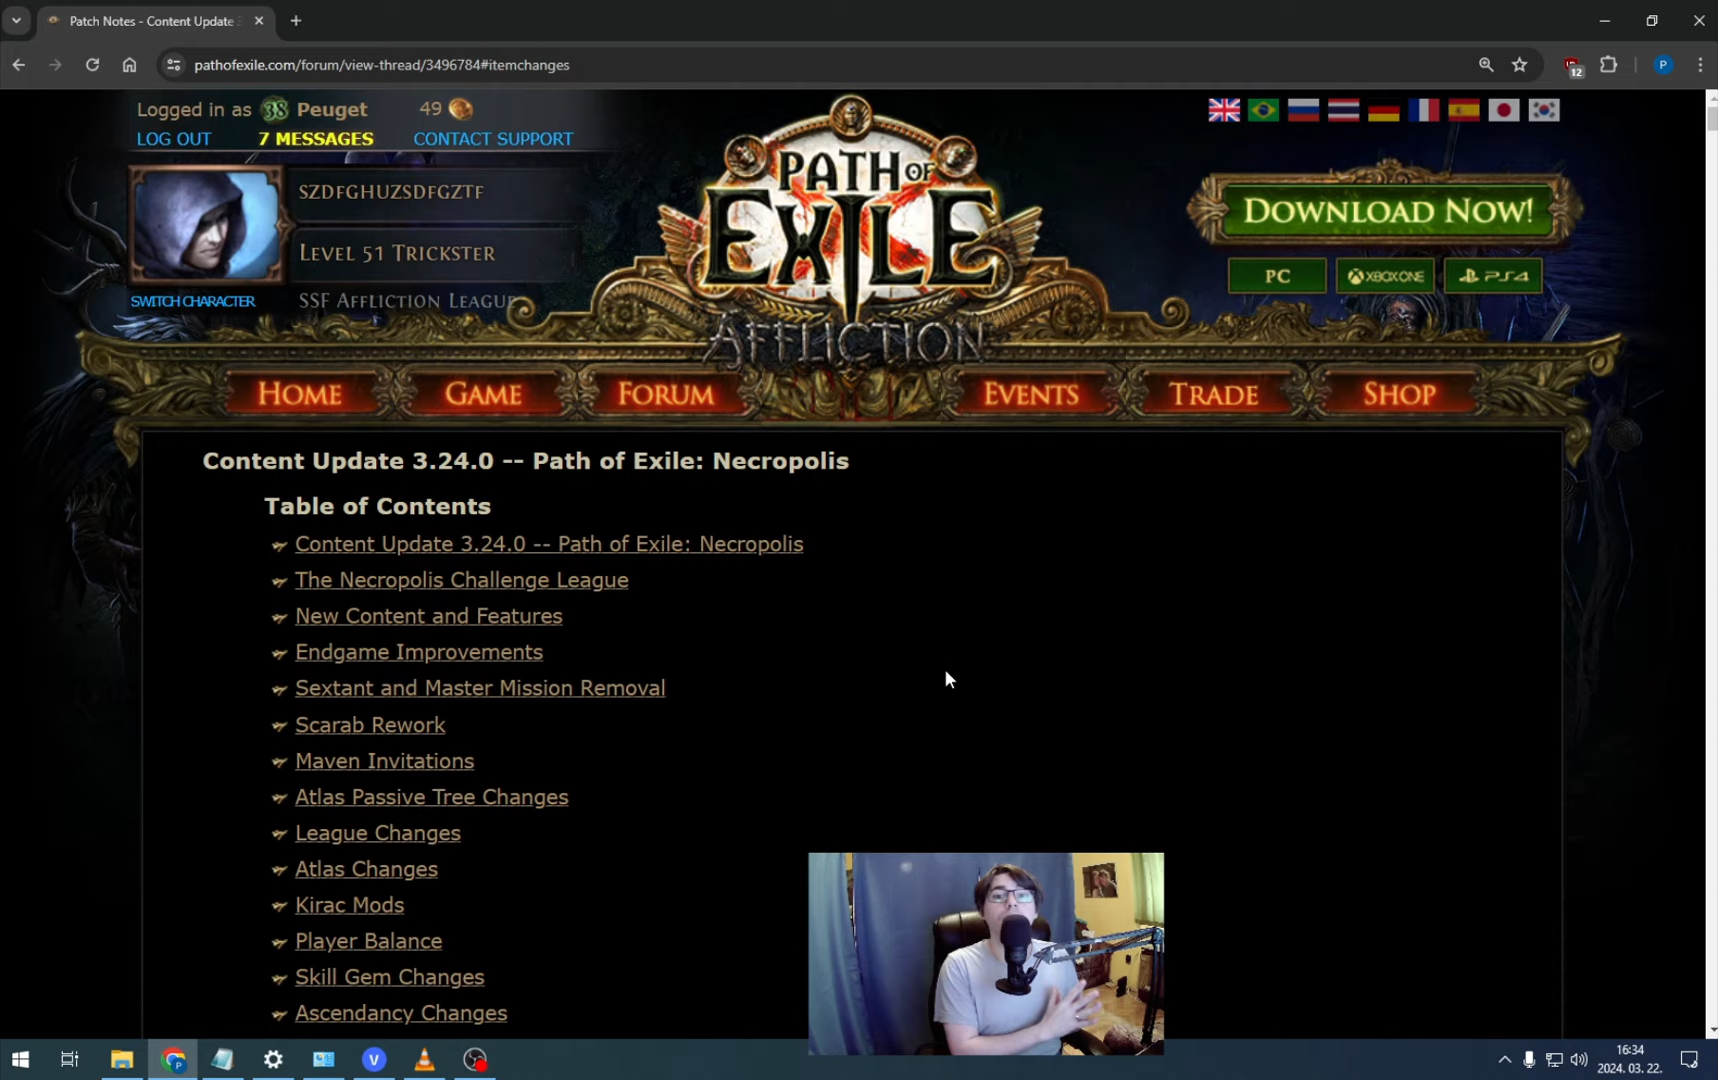 Patch Notes - Content Update 3
pathofexile.com/forum/view-thread/3496784#itemchanges
12
P
Logged in as 38 Peuget 49
LOG OUT 7 MESSAGES CONTACT SUPPORT
SZDFGHUZSDFGZTF
LEVEL 51 TRICKSTER
SWITCH CHARACTER SSF AFFLICTION LEAGUE
PATH OF
EXILE
AFFLICTION
DOWNLOAD NOW!
PC XBOX ONE PS4
HOME GAME FORUM EVENTS TRADE SHOP
Content Update 3.24.0 -- Path of Exile: Necropolis
Table of Contents
Content Update 3.24.0 -- Path of Exile: Necropolis
The Necropolis Challenge League
New Content and Features
Endgame Improvements
Sextant and Master Mission Removal
Scarab Rework
Maven Invitations
Atlas Passive Tree Changes
League Changes
Atlas Changes
Kirac Mods
Player Balance
Skill Gem Changes
Ascendancy Changes
V
16:34
2024. 03. 22.